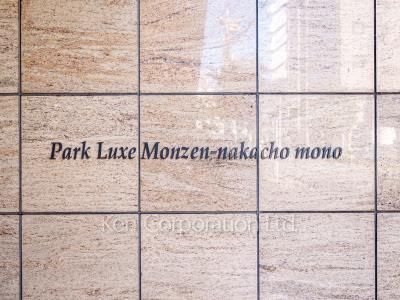 Park Luxe Monzen-nakacho mono
Ken Corporation Ltd.